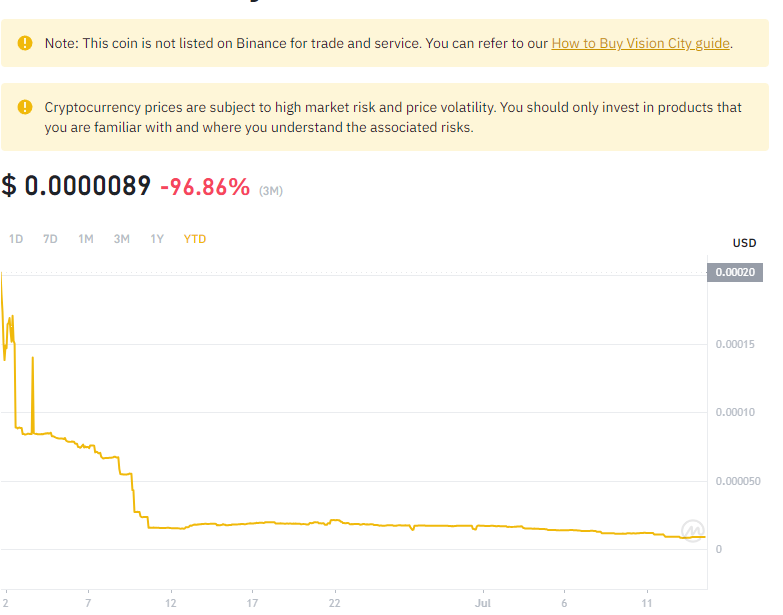 Note: This coin is not listed on Binance for trade and service. You can refer to our How to Buy Vision City guide.
Cryptocurrency prices are subject to high market risk and price volatility. You should only invest in products that
you are familiar with and where you understand the associated risks.
$ 0.0000089 -96.86% (3M)
1D 7D 1M 3M 1Y YTD
USD
0.00020
0.00015
0.00010
0.000050
0
2 7 12 17 22 Jul 6 11